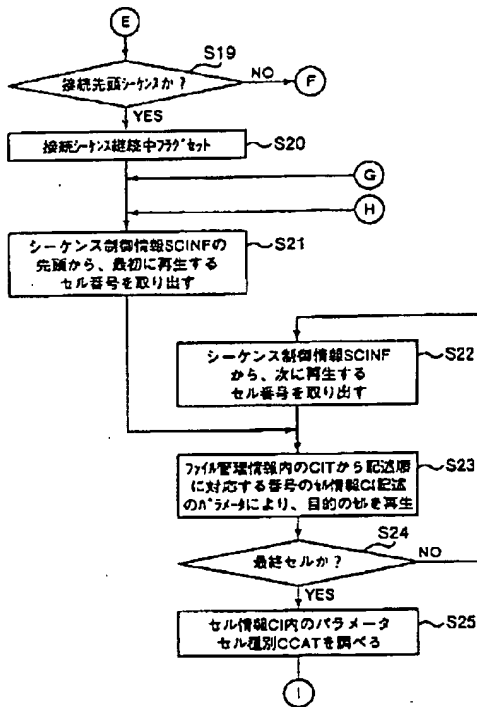 E
S19
接続先頭シーケンスか？
NO
F
YES
接続シーケンス継続中フラグセット
S20
G
H
シーケンス制御情報SCINFの
先頭から、最初に再生する
セル番号を取り出す
S21
シーケンス制御情報SCINF
から、次に再生する
セル番号を取り出す
S22
ファイル管理情報内のCITから記述順
に対応する番号のセル情報CI記述
のパラメータにより、目的のセルを再生
S23
S24
最終セルか？
NO
YES
セル情報CI内のパラメータ
セル種別CCATを調べる
S25
I